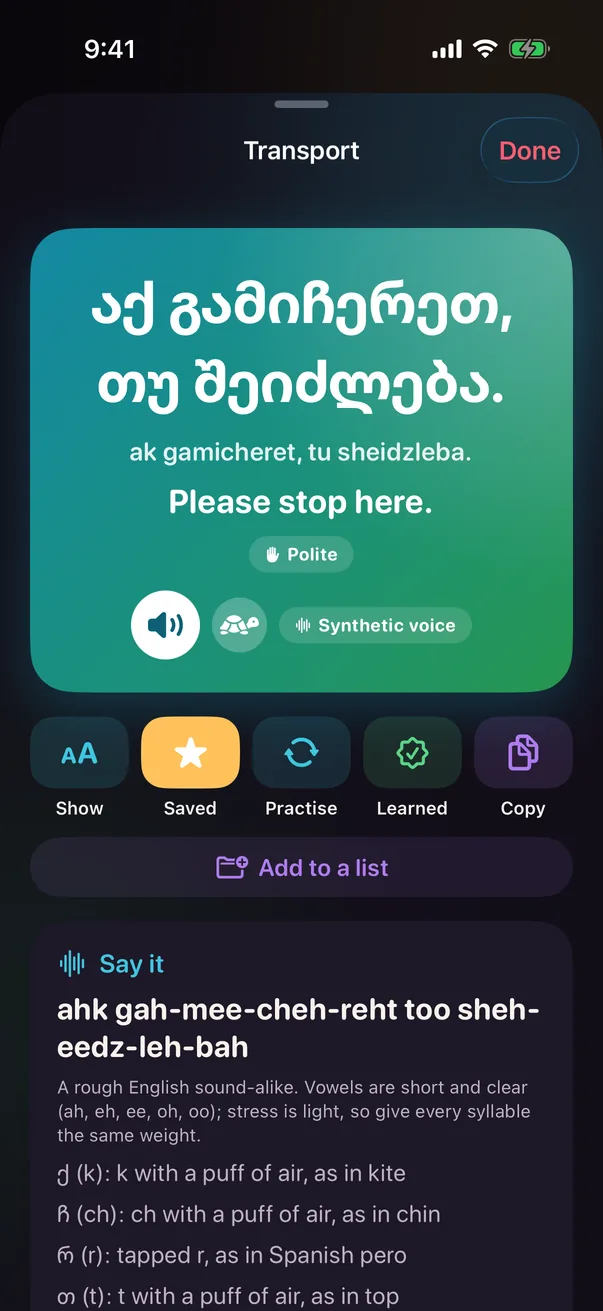 9:41
Transport
Done
აქ გამიჩერეთ,
თუ შეიძლება.
ak gamicheret, tu sheidzleba.
Please stop here.
Polite
Synthetic voice
AA
Show
Saved
Practise
Learned
Copy
Add to a list
Say it
ahk gah-mee-cheh-reht too sheh-
eedz-leh-bah
A rough English sound-alike. Vowels are short and clear
(ah, eh, ee, oh, oo); stress is light, so give every syllable
the same weight.
ქ (k): k with a puff of air, as in kite
ჩ (ch): ch with a puff of air, as in chin
რ (r): tapped r, as in Spanish pero
თ (t): t with a puff of air, as in top